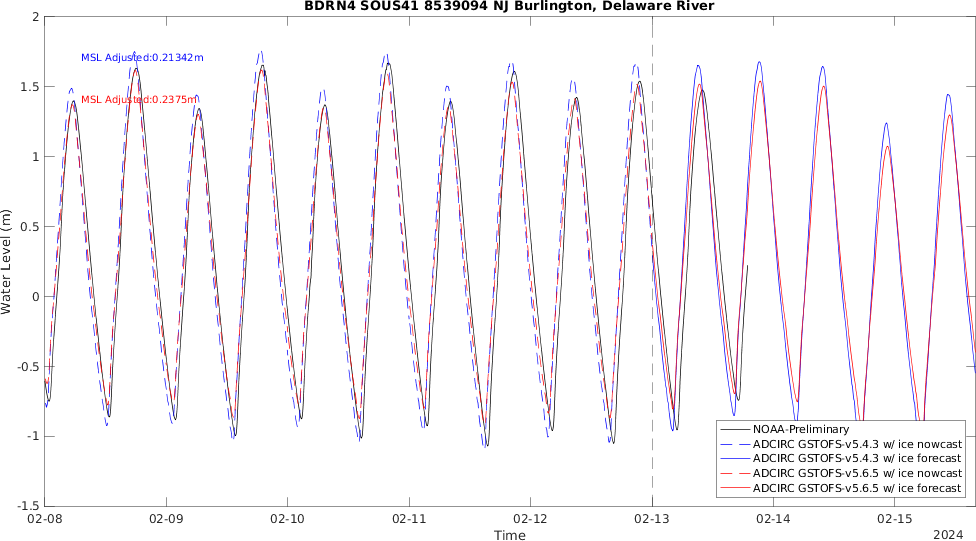 BDRN4 SOUS41 8539094 NJ Burlington, Delaware River
2
1.5
1
0.5
0
-0.5
-1
-1.5
Water Level (m)
MSL Adjusted:0.21342m
MSL Adjusted:0.2375m
NOAA-Preliminary
ADCIRC GSTOFS-v5.4.3 w/ ice nowcast
ADCIRC GSTOFS-v5.4.3 w/ ice forecast
ADCIRC GSTOFS-v5.6.5 w/ ice nowcast
ADCIRC GSTOFS-v5.6.5 w/ ice forecast
02-08 02-09 02-10 02-11 02-12 02-13 02-14 02-15
Time
2024